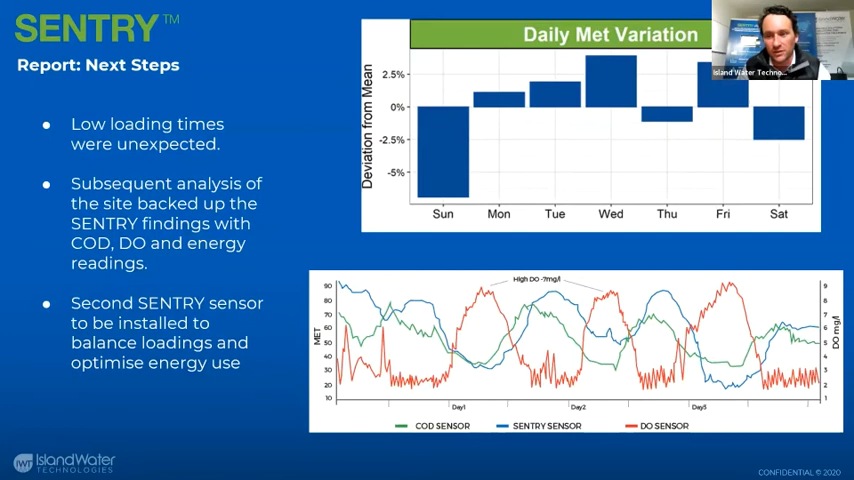 SENTRY™
Report: Next Steps
● Low loading times
were unexpected.
● Subsequent analysis of
the site backed up the
SENTRY findings with
COD, DO and energy
readings.
● Second SENTRY sensor
to be installed to
balance loadings and
optimise energy use
Daily Met Variation
Deviation from Mean
2.5%
0%
-2.5%
-5%
Sun Mon Tue Wed Thu Fri Sat
Island Water Techno...
High DO -7mg/l
MET
90
80
70
60
50
40
30
20
10
9
8
7
6
5
4
3
2
1
DO mg/l
Day1 Day2 Day5
COD SENSOR SENTRY SENSOR DO SENSOR
IWT IslandWater
TECHNOLOGIES
CONFIDENTIAL © 2020